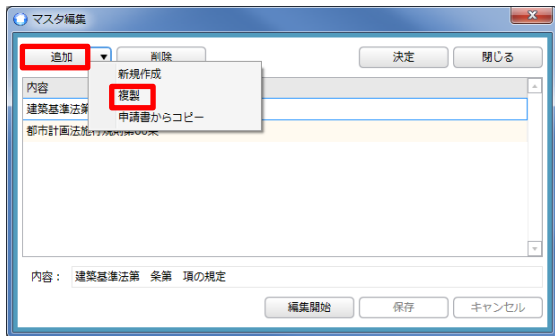 マスタ編集
追加 ▼ 削除 決定 閉じる
新規作成
内容 複製
建築基準法第
申請書からコピー
都市計画法施行規則第60条
内容： 建築基準法第 条第 項の規定
編集開始 保存 キャンセル